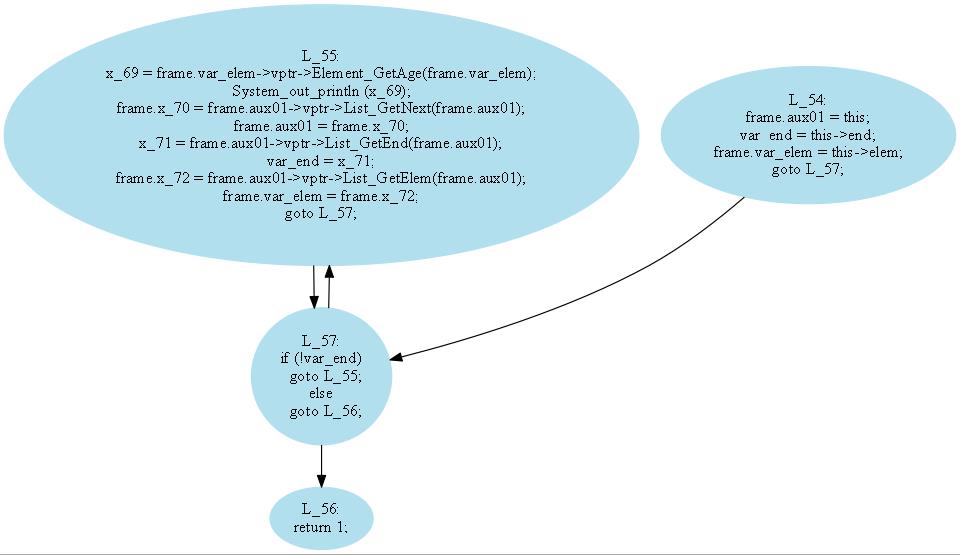 L_55:
x_69 = frame.var_elem->vptr->Element_GetAge(frame.var_elem);
System_out_println (x_69);
frame.x_70 = frame.aux01->vptr->List_GetNext(frame.aux01);
frame.aux01 = frame.x_70;
x_71 = frame.aux01->vptr->List_GetEnd(frame.aux01);
var_end = x_71;
frame.x_72 = frame.aux01->vptr->List_GetElem(frame.aux01);
frame.var_elem = frame.x_72;
goto L_57;
L_54:
frame.aux01 = this;
var_end = this->end;
frame.var_elem = this->elem;
goto L_57;
L_57:
if (!var_end)
goto L_55;
else
goto L_56;
L_56:
return 1;